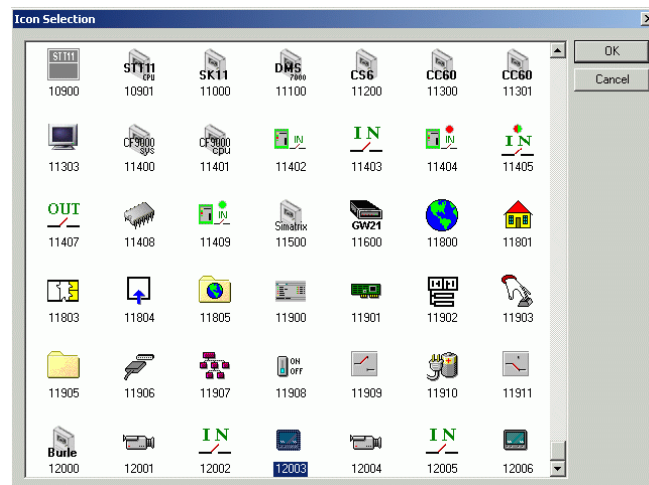 Icon Selection
OK
Cancel
ST111
STT11
CPU
SK11
DMS
7000
CS6
CC60
CC60
10900 10901 11000 11100 11200 11300 11301
CF9000
sys
CF9000
cpu
IN
IN
IN
IN
11303 11400 11401 11402 11403 11404 11405
OUT
IN
Simatrix
GW21
11407 11408 11409 11500 11600 11800 11801
11803 11804 11805 11900 11901 11902 11903
ON
OFF
11905 11906 11907 11908 11909 11910 11911
Burle
IN
IN
12000 12001 12002 12003 12004 12005 12006